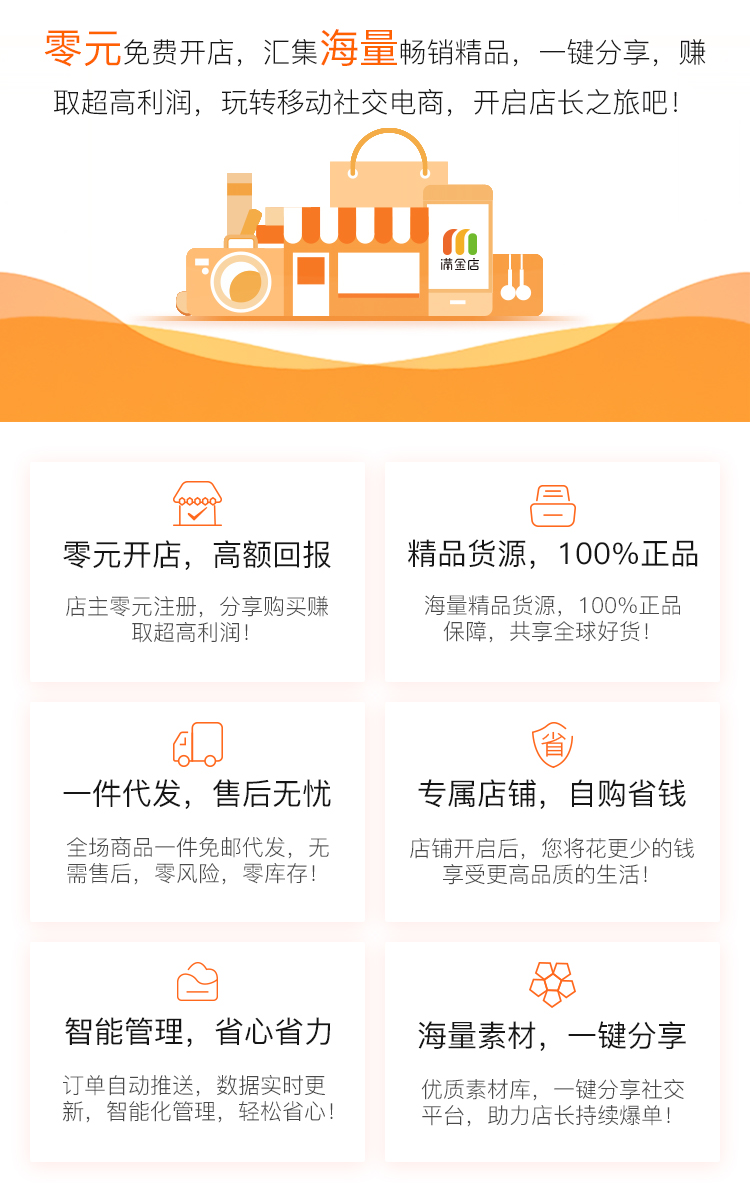 零元免费开店，汇集海量畅销精品，一键分享，赚
取超高利润，玩转移动社交电商，开启店长之旅吧！
满金店
零元开店，高额回报
店主零元注册，分享购买赚
取超高利润！
精品货源，100%正品
海量精品货源，100%正品
保障，共享全球好货！
一件代发，售后无忧
全场商品一件免邮代发，无
需售后，零风险，零库存！
省
专属店铺，自购省钱
店铺开启后，您将花更少的钱
享受更高品质的生活！
智能管理，省心省力
订单自动推送，数据实时更
新，智能化管理，轻松省心！
海量素材，一键分享
优质素材库，一键分享社交
平台，助力店长持续爆单！